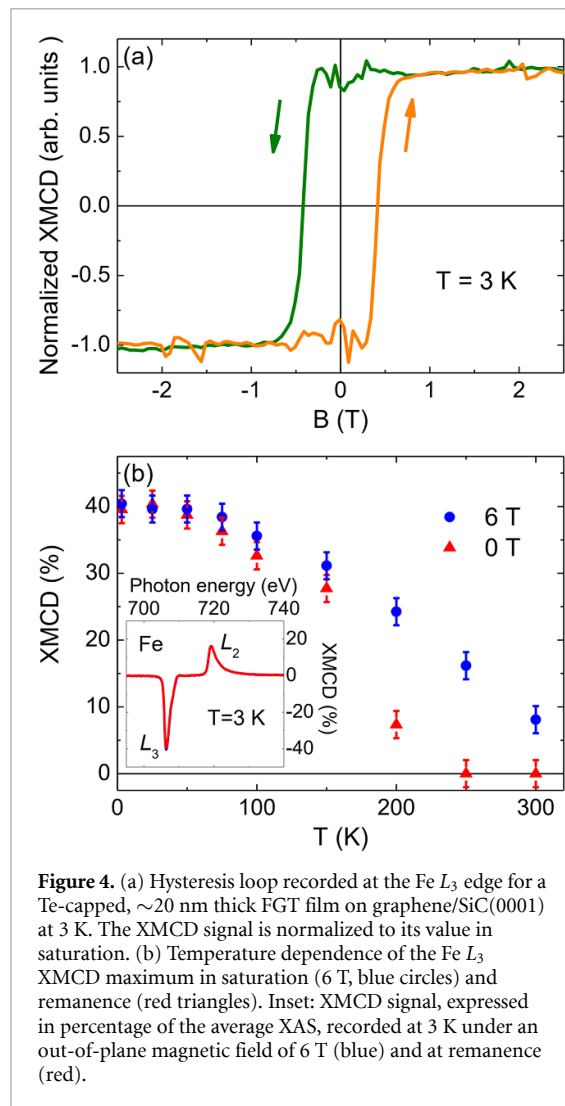 (a)
Normalized XMCD (arb. units)
1.0
0.5
0.0
-0.5
-1.0
T = 3 K
-2
-1
0
1
2
B (T)
(b)
XMCD (%)
40
30
20
10
0
6 T
0 T
Photon energy (eV)
700
720
740
Fe
L2
L3
T=3 K
20
0
-20
-40
XMCD (%)
0
100
200
300
T (K)
Figure 4. (a) Hysteresis loop recorded at the Fe L3 edge for a
Te-capped, ∼20 nm thick FGT film on graphene/SiC(0001)
at 3 K. The XMCD signal is normalized to its value in
saturation. (b) Temperature dependence of the Fe L3
XMCD maximum in saturation (6 T, blue circles) and
remanence (red triangles). Inset: XMCD signal, expressed
in percentage of the average XAS, recorded at 3 K under an
out-of-plane magnetic field of 6 T (blue) and at remanence
(red).